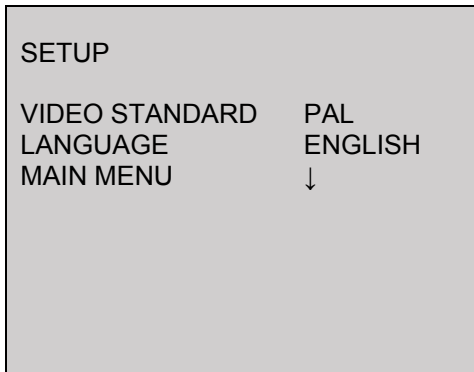 SETUP
VIDEO STANDARD PAL
LANGUAGE ENGLISH
MAIN MENU ↓